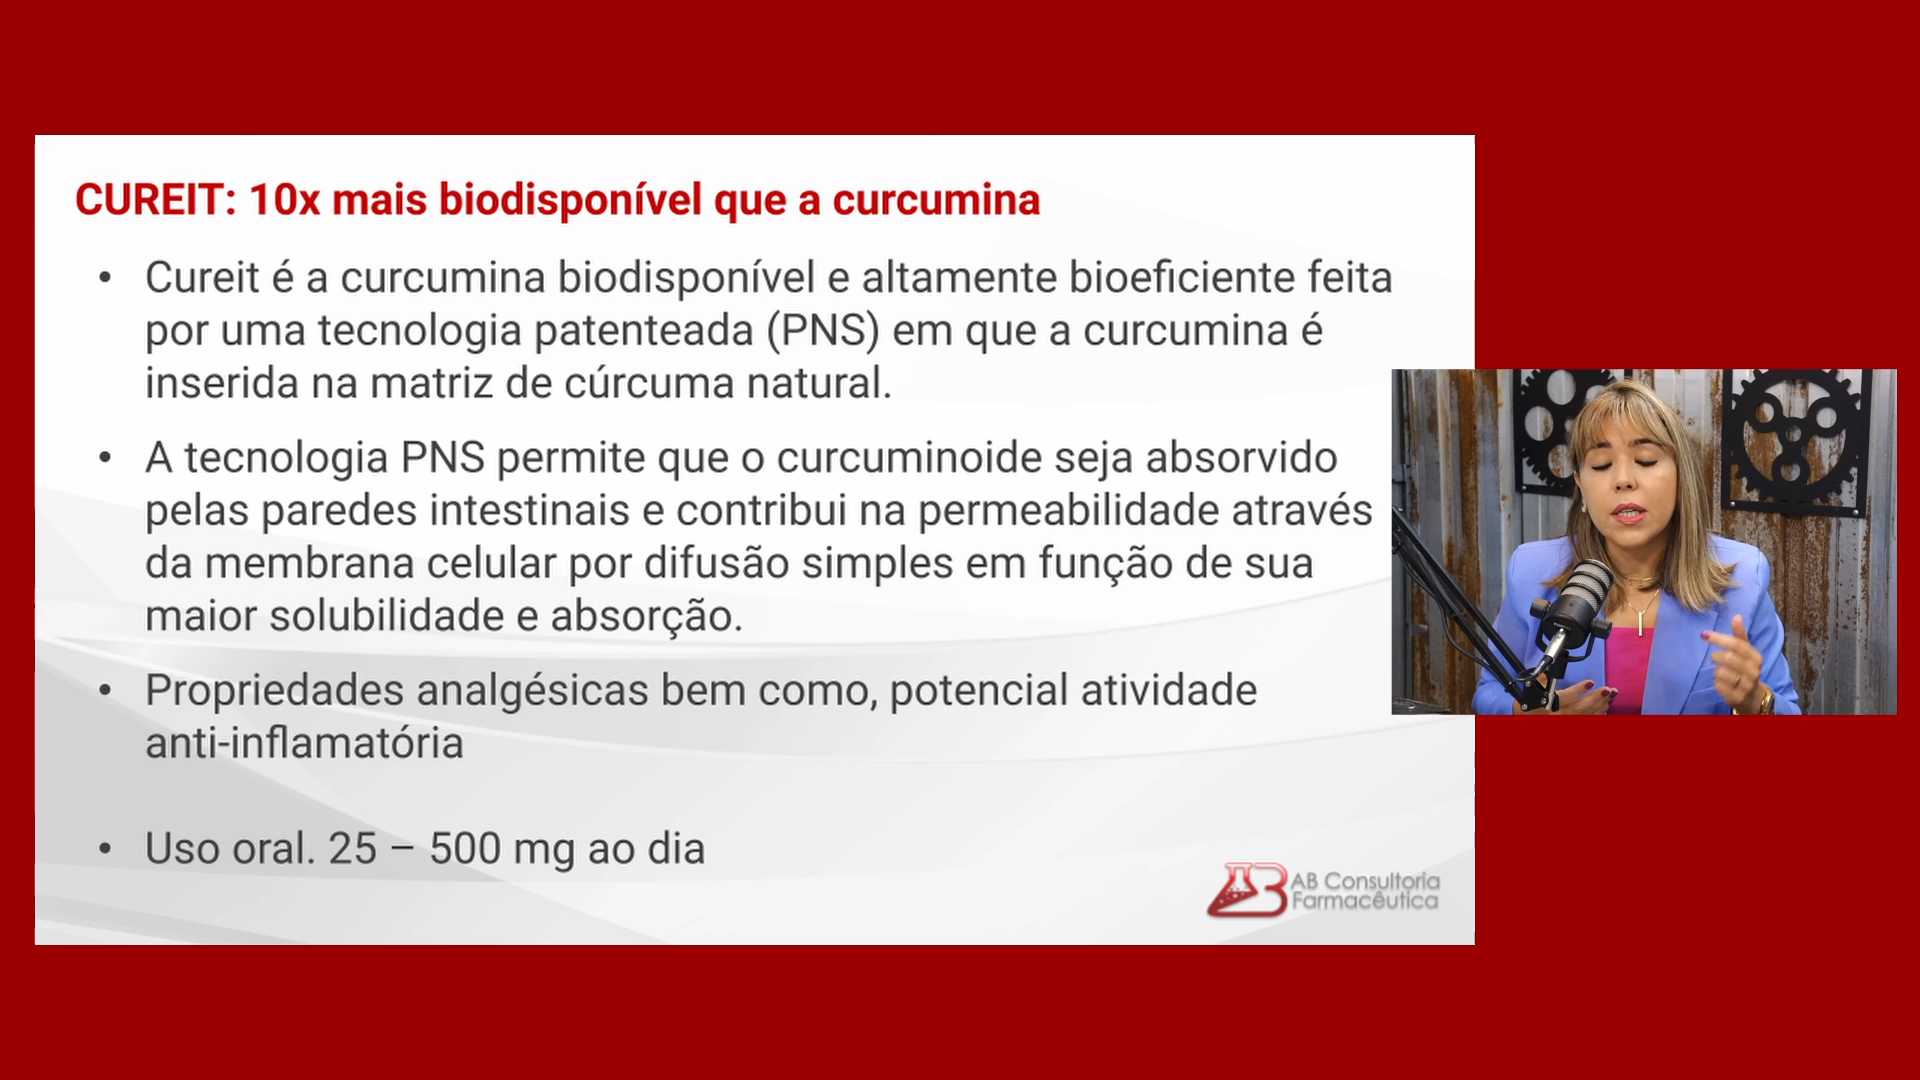 CUREIT: 10x mais biodisponível que a curcumina
• Cureit é a curcumina biodisponível e altamente bioeficiente feita
por uma tecnologia patenteada (PNS) em que a curcumina é
inserida na matriz de cúrcuma natural.
• A tecnologia PNS permite que o curcuminoide seja absorvido
pelas paredes intestinais e contribui na permeabilidade através
da membrana celular por difusão simples em função de sua
maior solubilidade e absorção.
• Propriedades analgésicas bem como, potencial atividade
anti-inflamatória
• Uso oral. 25 – 500 mg ao dia
AB Consultoria
Farmacêutica